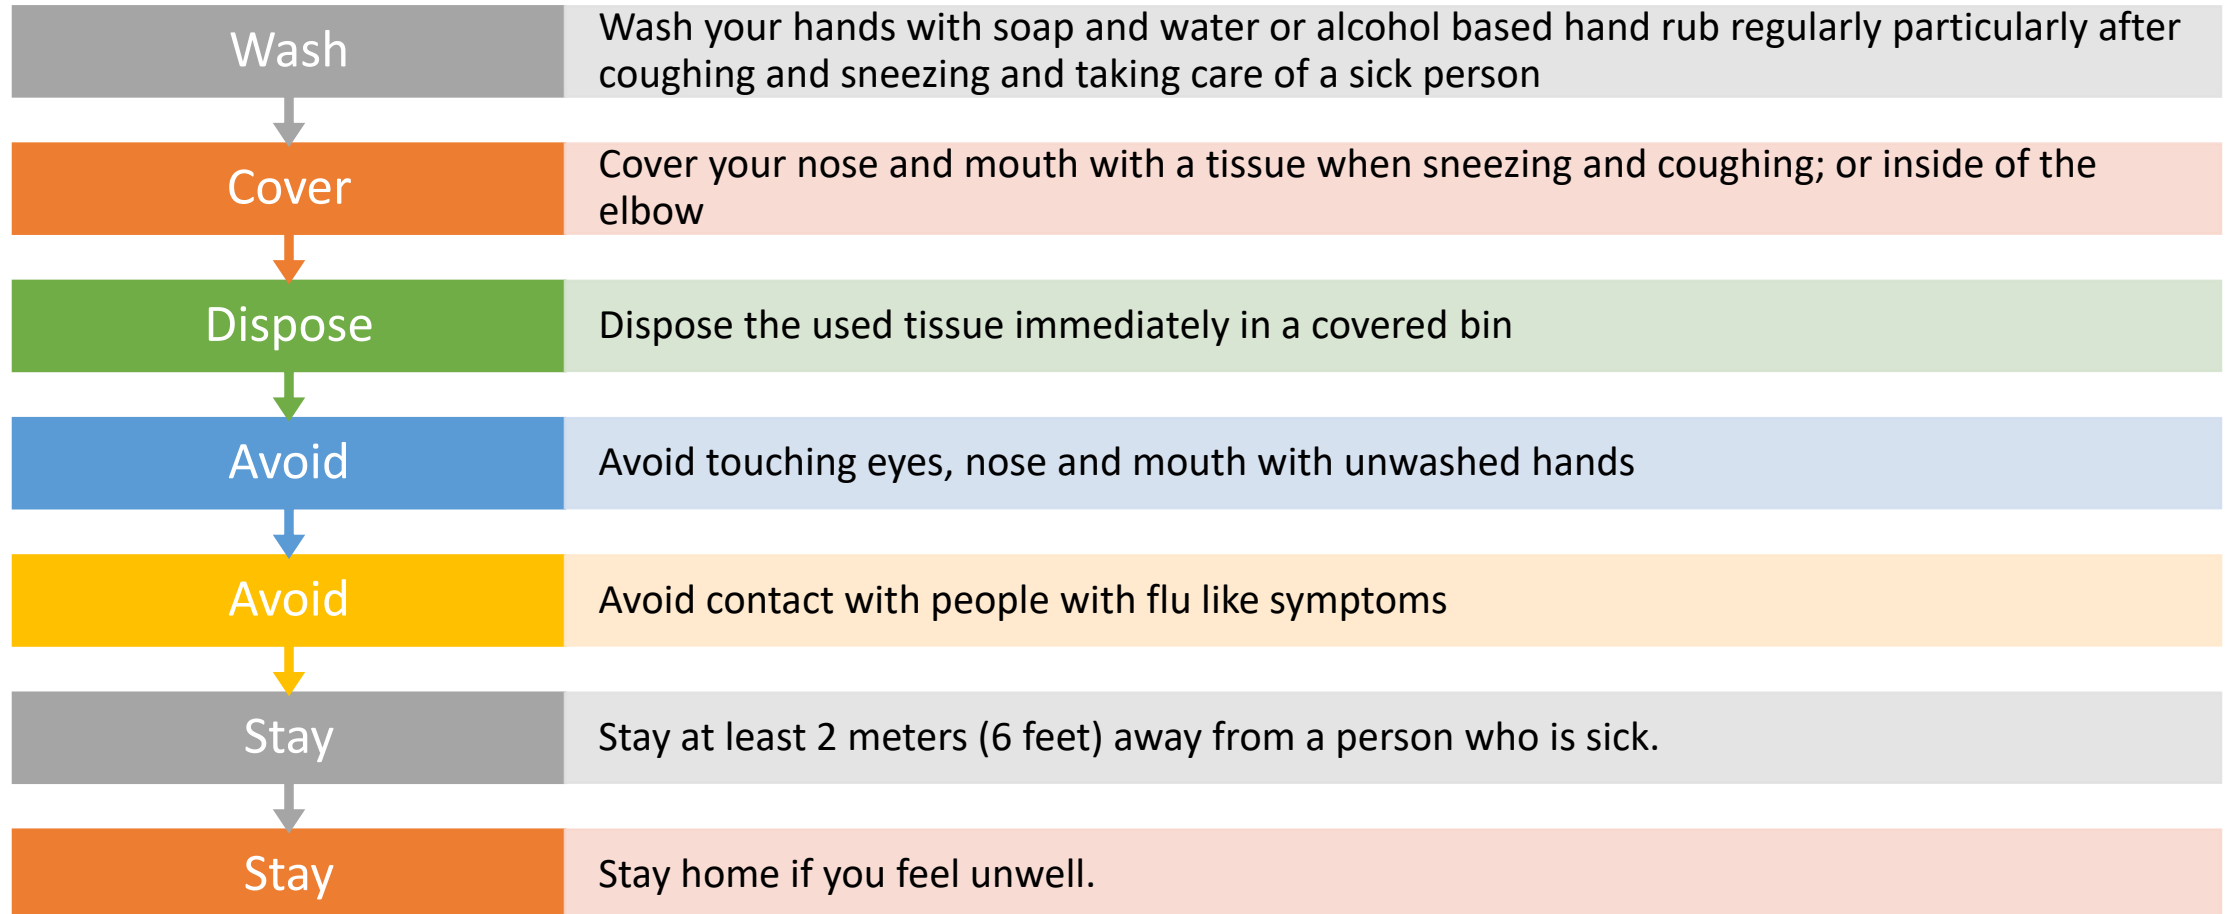 Wash
Wash your hands with soap and water or alcohol based hand rub regularly particularly after
coughing and sneezing and taking care of a sick person
Cover
Cover your nose and mouth with a tissue when sneezing and coughing; or inside of the
elbow
Dispose
Dispose the used tissue immediately in a covered bin
Avoid
Avoid touching eyes, nose and mouth with unwashed hands
Avoid
Avoid contact with people with flu like symptoms
Stay
Stay at least 2 meters (6 feet) away from a person who is sick.
Stay
Stay home if you feel unwell.